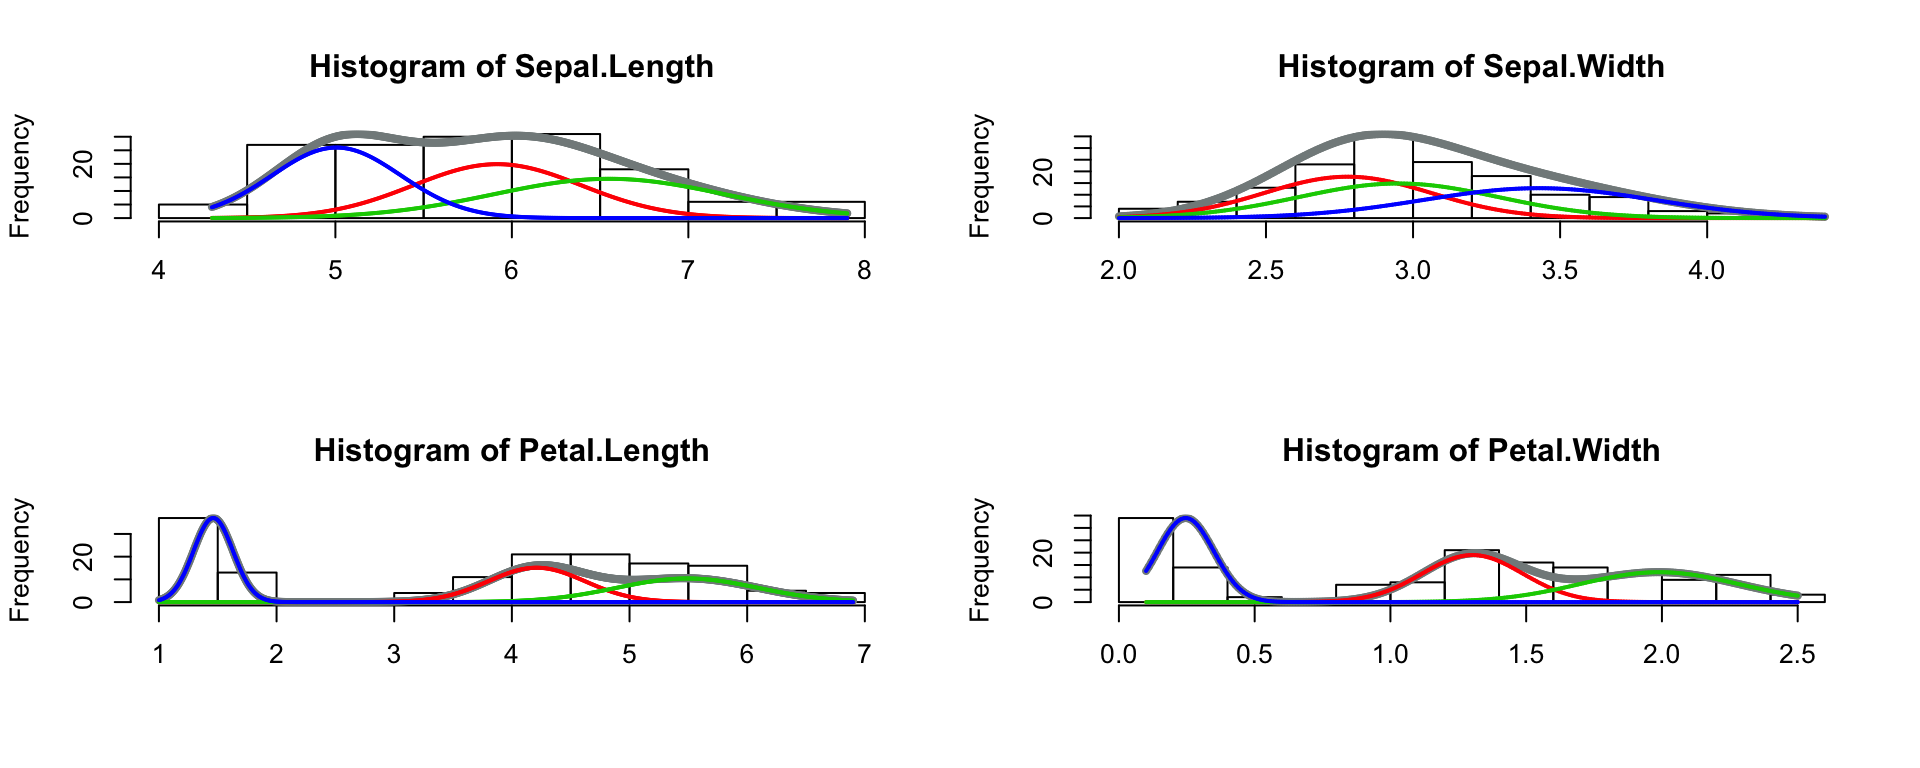 Histogram of Sepal.Length
Frequency
0 20
4 5 6 7 8
Histogram of Sepal.Width
Frequency
0 20
2.0 2.5 3.0 3.5 4.0
Histogram of Petal.Length
Frequency
0 20
1 2 3 4 5 6 7
Histogram of Petal.Width
Frequency
0 20
0.0 0.5 1.0 1.5 2.0 2.5